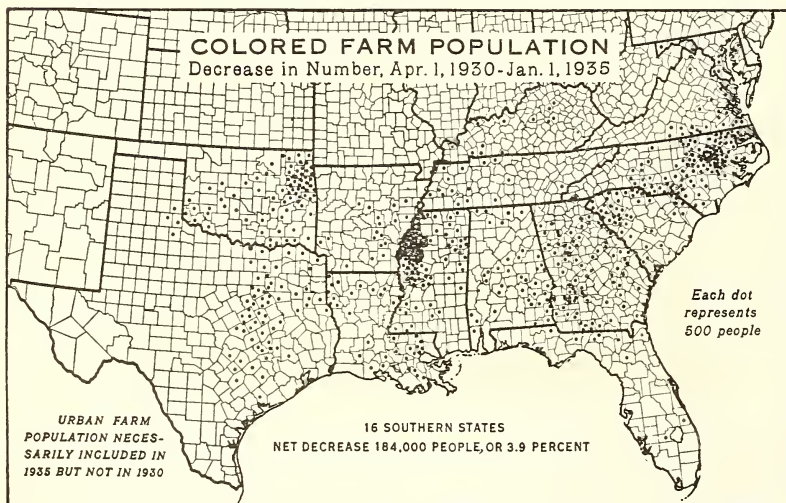 COLORED FARM POPULATION
Decrease in Number, Apr. 1, 1930-Jan. 1, 1935
Each dot
represents
500 people
URBAN FARM
POPULATION NECES-
SARILY INCLUDED IN
1935 BUT NOT IN 1930
16 SOUTHERN STATES
NET DECREASE 184,000 PEOPLE, OR 3.9 PERCENT